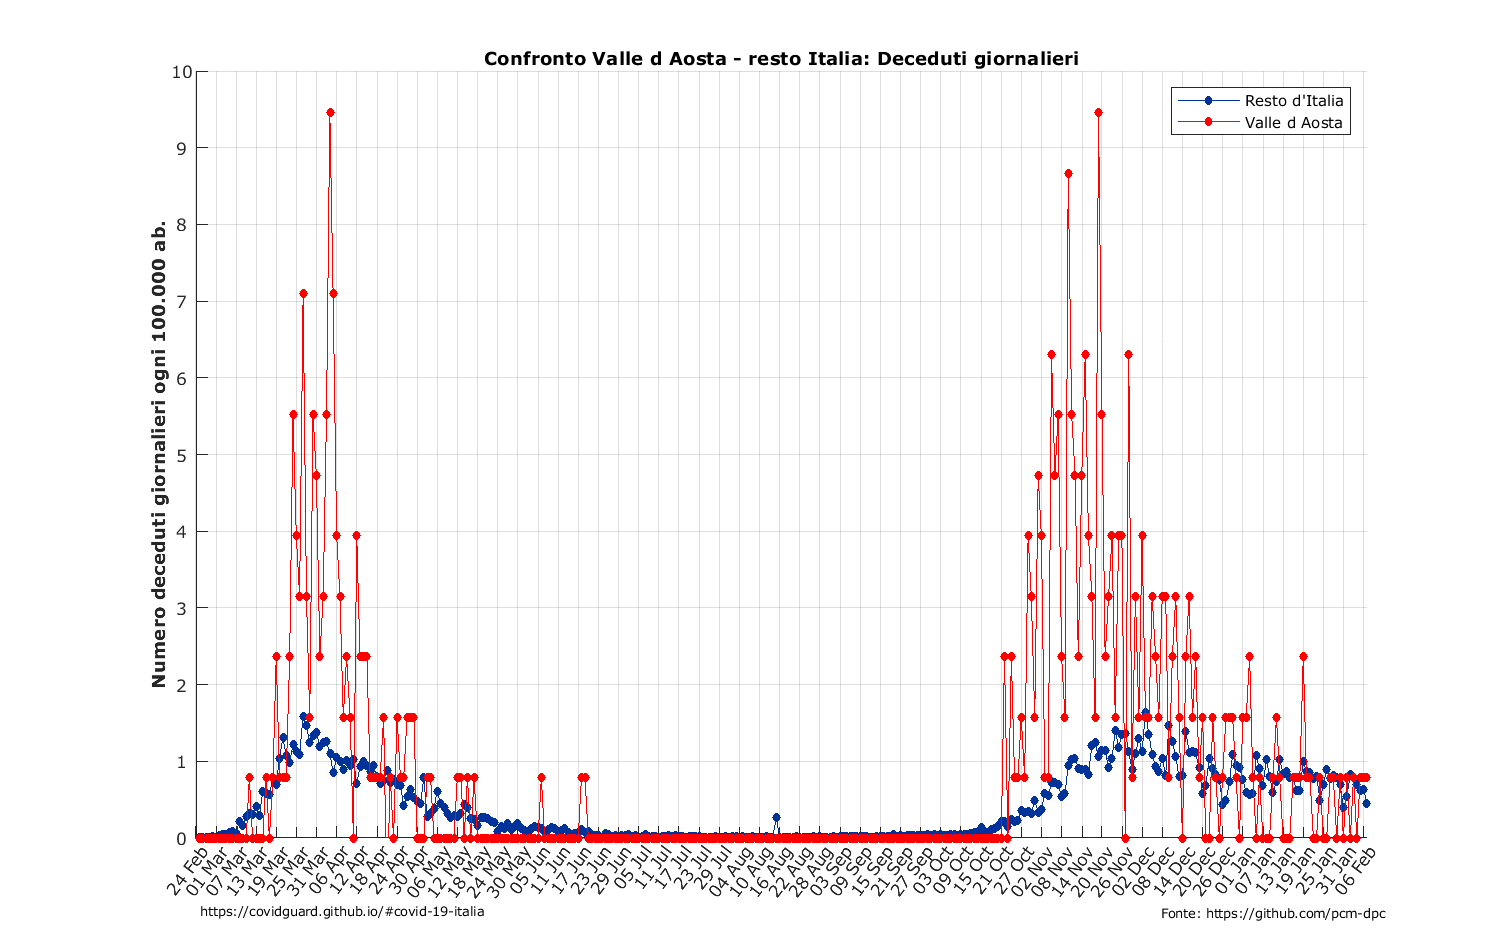 Confronto Valle d Aosta - resto Italia: Deceduti giornalieri
Resto d'Italia
Valle d Aosta
Numero deceduti giornalieri ogni 100.000 ab.
10
9
8
7
6
5
4
3
2
1
0
24 Feb
01 Mar
07 Mar
13 Mar
19 Mar
25 Mar
31 Mar
06 Apr
12 Apr
18 Apr
24 Apr
30 Apr
06 May
12 May
18 May
24 May
30 May
05 Jun
11 Jun
17 Jun
23 Jun
29 Jun
05 Jul
11 Jul
17 Jul
23 Jul
29 Jul
04 Aug
10 Aug
16 Aug
22 Aug
28 Aug
03 Sep
09 Sep
15 Sep
21 Sep
27 Sep
03 Oct
09 Oct
15 Oct
21 Oct
27 Oct
02 Nov
08 Nov
14 Nov
20 Nov
26 Nov
02 Dec
08 Dec
14 Dec
20 Dec
26 Dec
01 Jan
07 Jan
13 Jan
19 Jan
25 Jan
31 Jan
06 Feb
https://covidguard.github.io/#covid-19-italia
Fonte: https://github.com/pcm-dpc